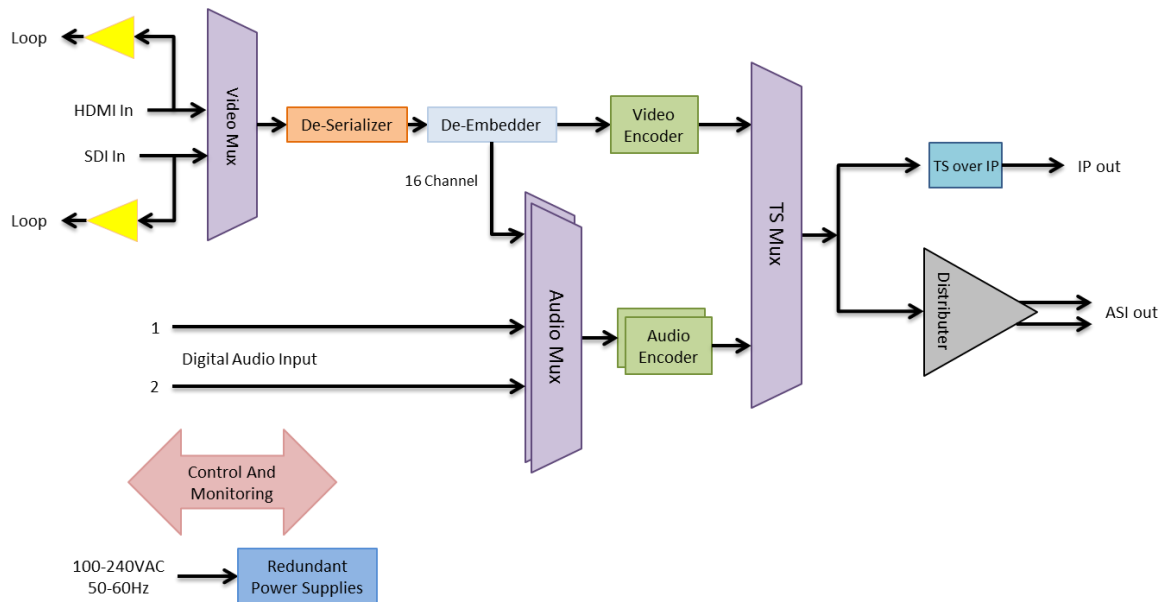 Loop
HDMI In
SDI In
Loop
Video Mux
De-Serializer
De-Embedder
Video
Encoder
16 Channel
TS Mux
TS over IP
IP out
Audio Mux
Audio
Encoder
Distributer
ASI out
1
Digital Audio Input
2
Control And
Monitoring
100-240VAC
50-60Hz
Redundant
Power Supplies